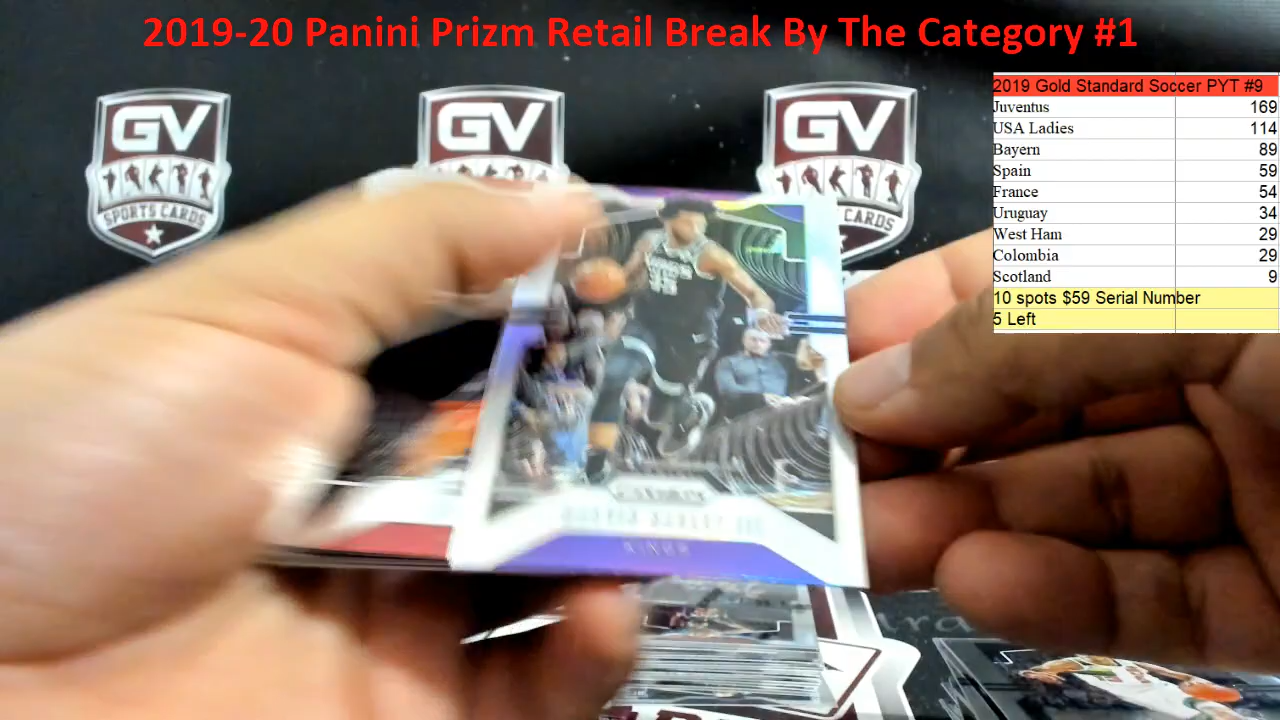 2019-20 Panini Prizm Retail Break By The Category #1
2019 Gold Standard Soccer PYT #9
Juventus 169
USA Ladies 114
Bayern 89
Spain 59
France 54
Uruguay 34
West Ham 29
Colombia 29
Scotland 9
10 spots $59 Serial Number
5 Left
GV
SPORTS CARDS
GV
GV
CARDS
KINGS